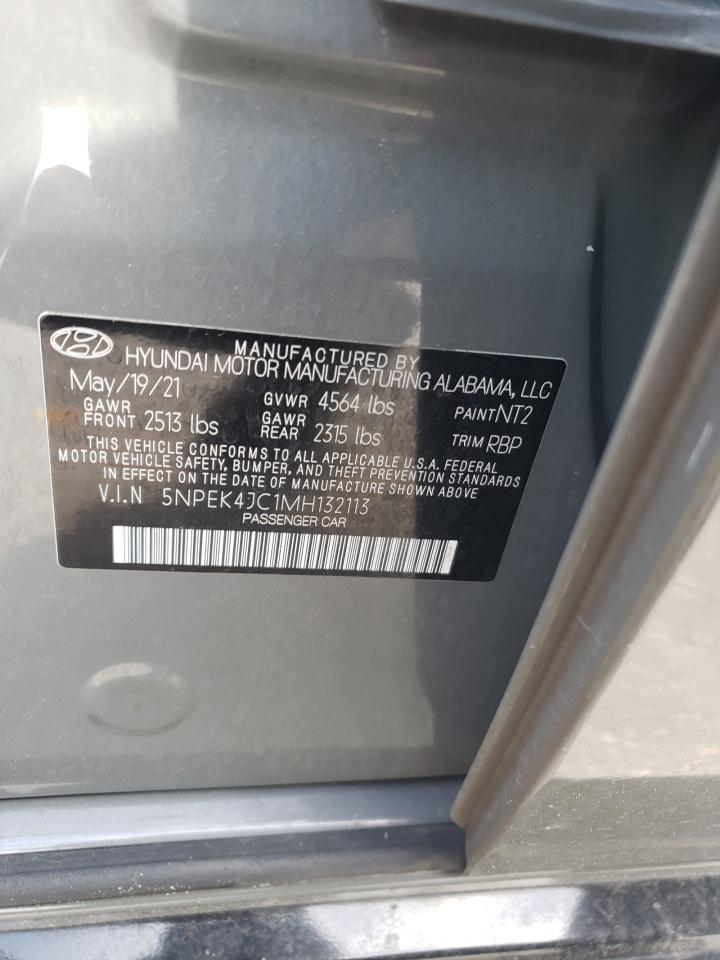 MANUFACTURED BY
HYUNDAI MOTOR MANUFACTURING ALABAMA, LLC
May/19/21 GVWR 4564 lbs PAINT NT2
GAWR FRONT 2513 lbs GAWR REAR 2315 lbs TRIM RBP
THIS VEHICLE CONFORMS TO ALL APPLICABLE U.S.A. FEDERAL
MOTOR VEHICLE SAFETY, BUMPER, AND THEFT PREVENTION
STANDARDS IN EFFECT ON THE DATE OF MANUFACTURE SHOWN ABOVE
V.I.N 5NPEK4JC1MH132113
PASSENGER CAR